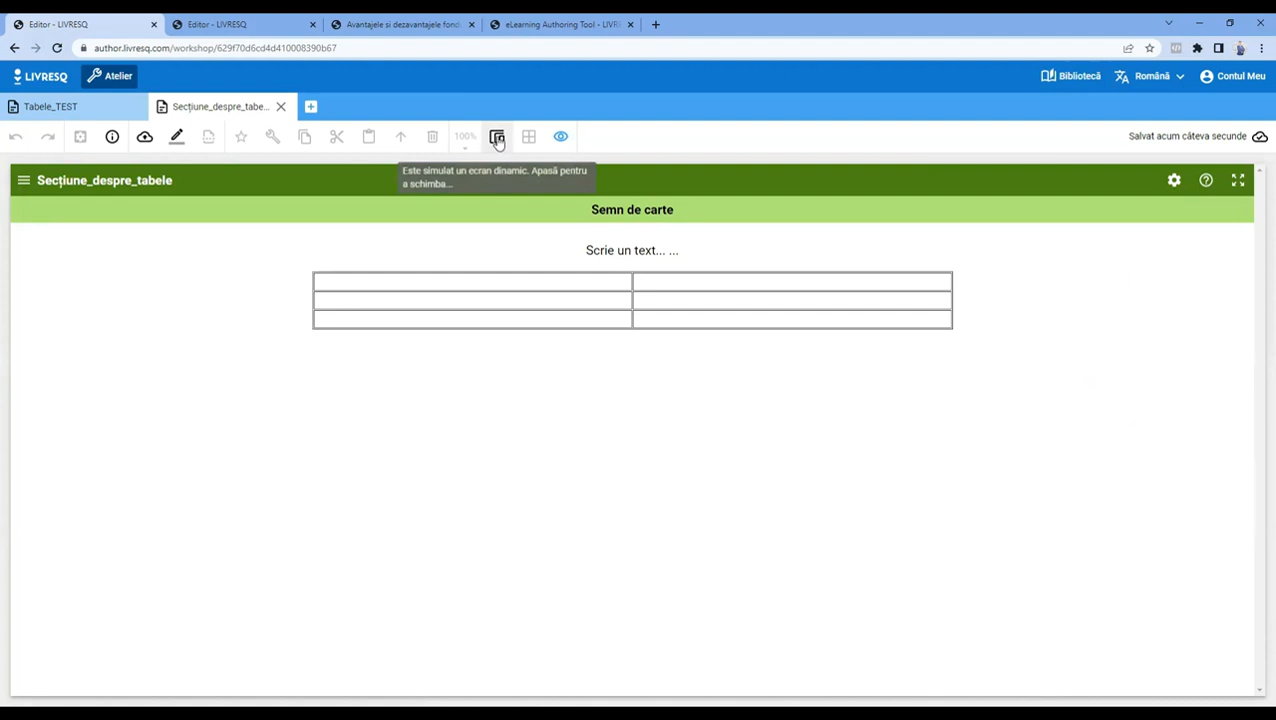 Editor - LIVRESQ
Editor - LIVRESQ
Avantajele si dezavantajele fond
eLearning Authoring Tool - LIVR
author.livresq.com/workshop/629f70d6cd4d410008390b67
LIVRESQ
Atelier
Bibliotecă
Română
Contul Meu
Tabele_TEST
Secțiune_despre_tabe...
100%
Salvat acum câteva secunde
Este simulat un ecran dinamic. Apasă pentru
a schimba...
Secțiune_despre_tabele
Semn de carte
Scrie un text... ...